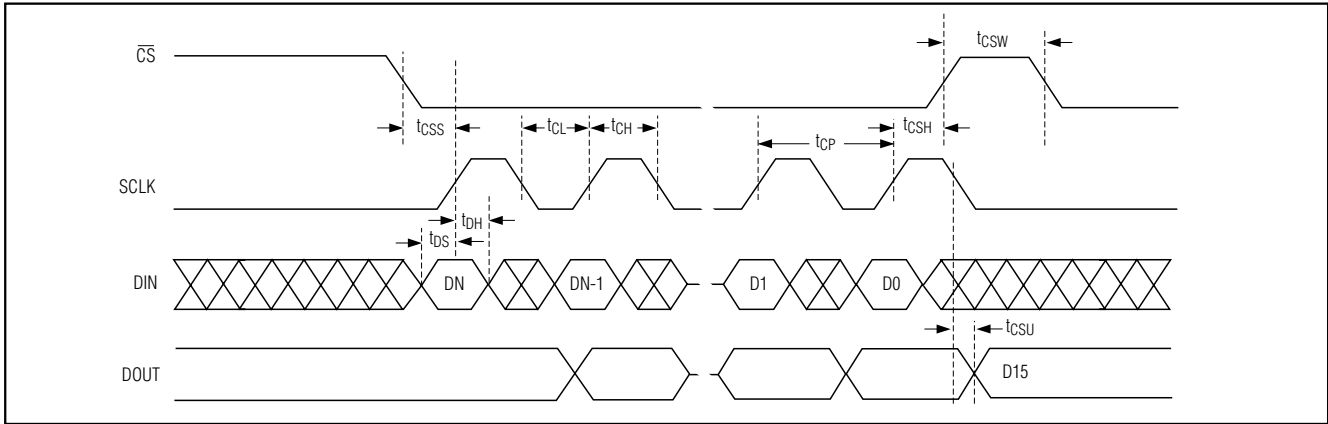 CS
tCSW
tCSS
tCL
tCH
tCP
tCSH
SCLK
tDH
tDS
DIN
DN
DN-1
D1
D0
tCSU
DOUT
D15